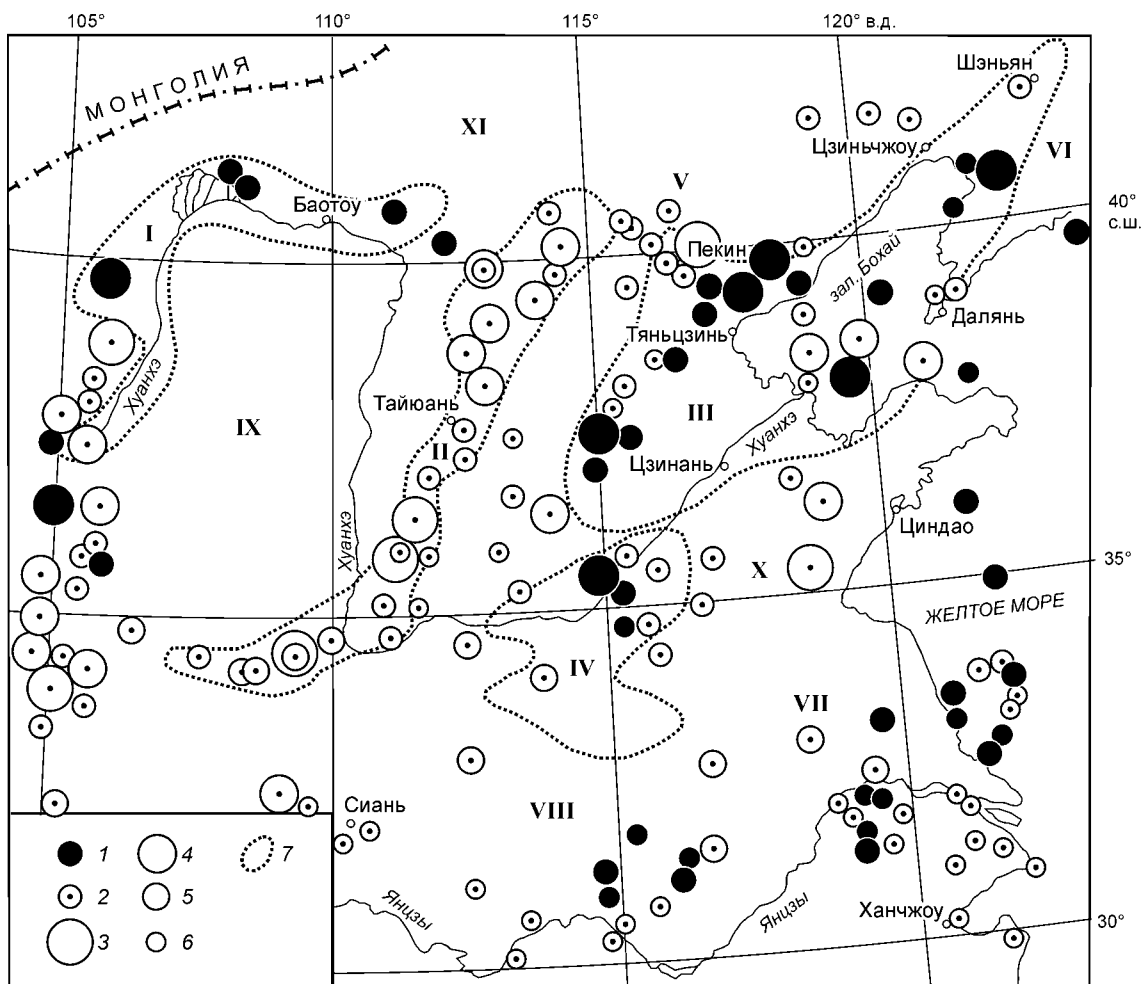 105°
110°
115°
120° в.д.
МОНГОЛИЯ
XI
Шэньян
Цзиньчжоу
VI
V
40°
с.ш.
Баотоу
I
Пекин
зал. Бохай
Далянь
Тяньцзинь
Хуанхэ
Тайюань
IX
II
III
Хуанхэ
Цзинань
Циндао
Хуанхэ
X
35°
ЖЕЛТОЕ МОРЕ
IV
VII
Сиань
VIII
1
4
7
2
5
3
6
Янцзы
Янцзы
Ханчжоу
30°